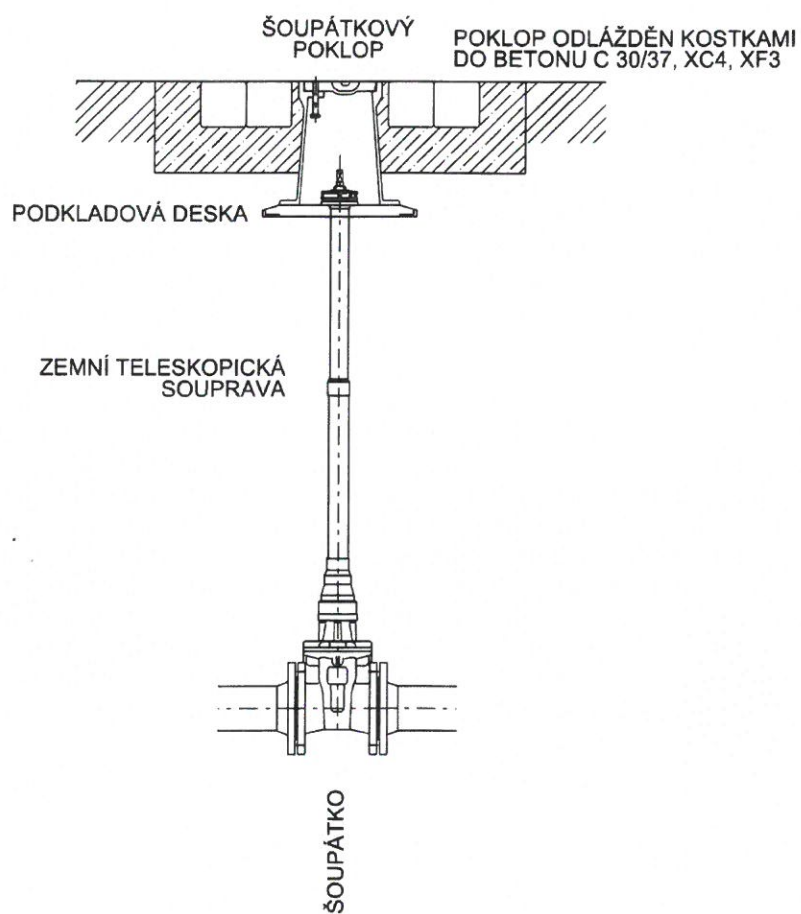 ŠOUPÁTKOVÝ
POKLOP
POKLOP ODLÁŽDĚN KOSTKAMI
DO BETONU C 30/37, XC4, XF3
PODKLADOVÁ DESKA
ZEMNÍ TELESKOPICKÁ
SOUPRAVA
ŠOUPÁTKO